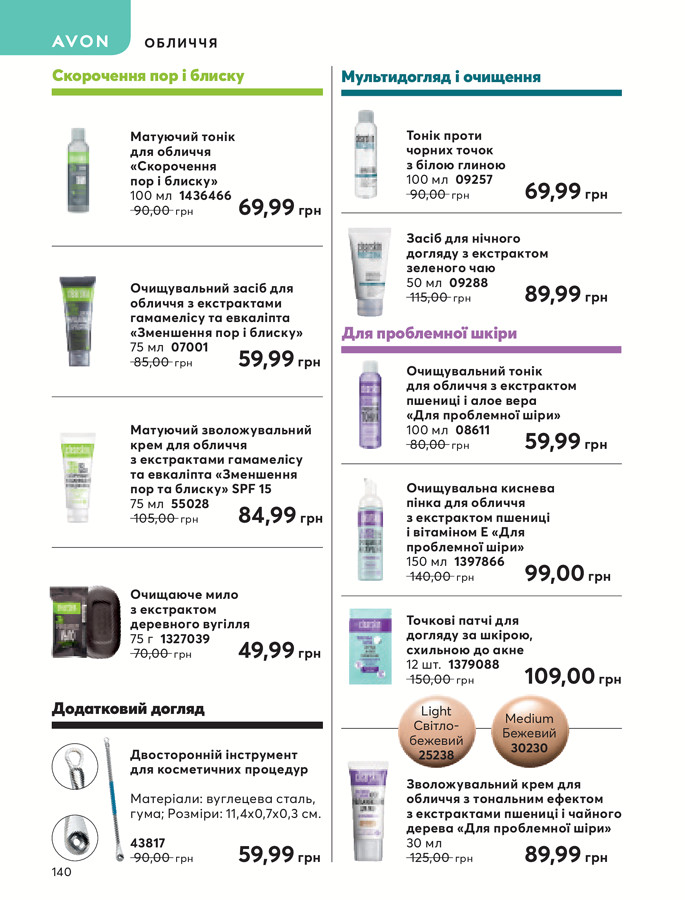 AVON
ОБЛИЧЧЯ
Скорочення пор і блиску
Матуючий тонік
для обличчя
«Скорочення
пор і блиску»
100 мл 1436466
90,00 грн
69,99 грн
Очищувальний засіб для
обличчя з екстрактами
гамамелісу та евкаліпта
«Зменшення пор і блиску»
75 мл 07001
85,00 грн
59,99 грн
Матуючий зволожувальний
крем для обличчя
з екстрактами гамамелісу
та евкаліпта «Зменшення
пор та блиску» SPF 15
75 мл 55028
105,00 грн
84,99 грн
Очищаюче мило
з екстрактом
деревного вугілля
75 г 1327039
70,00 грн
49,99 грн
Додатковий догляд
Двосторонній інструмент
для косметичних процедур
Матеріали: вуглецева сталь,
гума; Розміри: 11,4х0,7х0,3 см.
43817
90,00 грн
59,99 грн
140
Мультидогляд і очищення
Тонік проти
чорних точок
з білою глиною
100 мл 09257
90,00 грн
69,99 грн
Засіб для нічного
догляду з екстрактом
зеленого чаю
50 мл 09288
115,00 грн
89,99 грн
Для проблемної шкіри
Очищувальний тонік
для обличчя з екстрактом
пшениці і алое вера
«Для проблемної шіри»
100 мл 08611
80,00 грн
59,99 грн
Очищувальна киснева
пінка для обличчя
з екстрактом пшениці
і вітаміном Е «Для
проблемної шіри»
150 мл 1397866
140,00 грн
99,00 грн
Точкові патчі для
догляду за шкірою,
схильною до акне
12 шт. 1379088
150,00 грн
109,00 грн
Light
Світло-
бежевий
25238
Medium
Бежевий
30230
Зволожувальний крем для
обличчя з тональним ефектом
з екстрактами пшениці і чайного
дерева «Для проблемної шіри»
30 мл
125,00 грн
89,99 грн